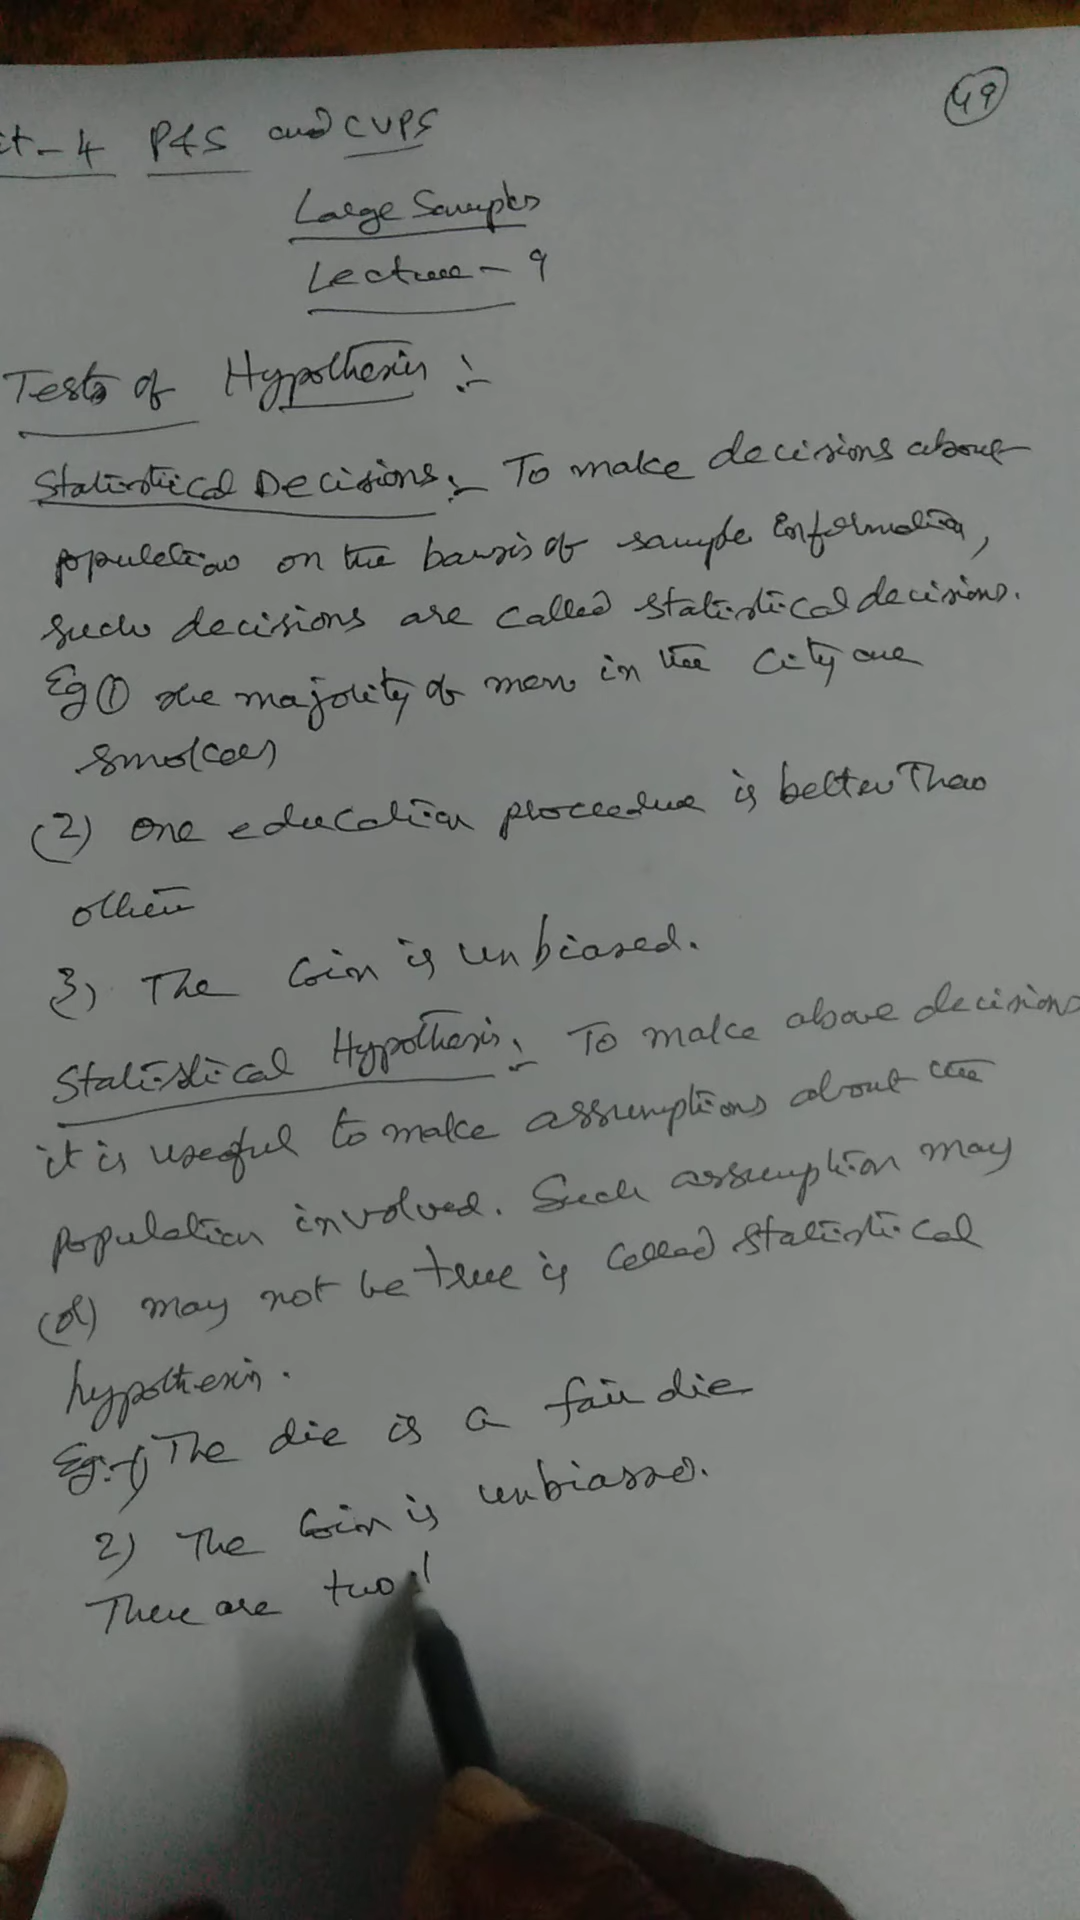 49
it-4 P&S and CVPS
Large Samples
Lecture - 9
Tests of Hypothesis :-
Statistical Decisions :- To make decisions about
population on the basis of sample information,
such decisions are called statistical decisions.
Eg ① the majority of men in the city are
smokers
(2) One education procedure is better than
other
3) The Coin is unbiased.
Statistical Hypothesis :- To make above decisions
it is useful to make assumptions about the
population involved. Such assumption may
(or) may not be true is called statistical
hypothesis.
Eg:- 1) The die is a fair die
2) The Coin is unbiased.
There are two